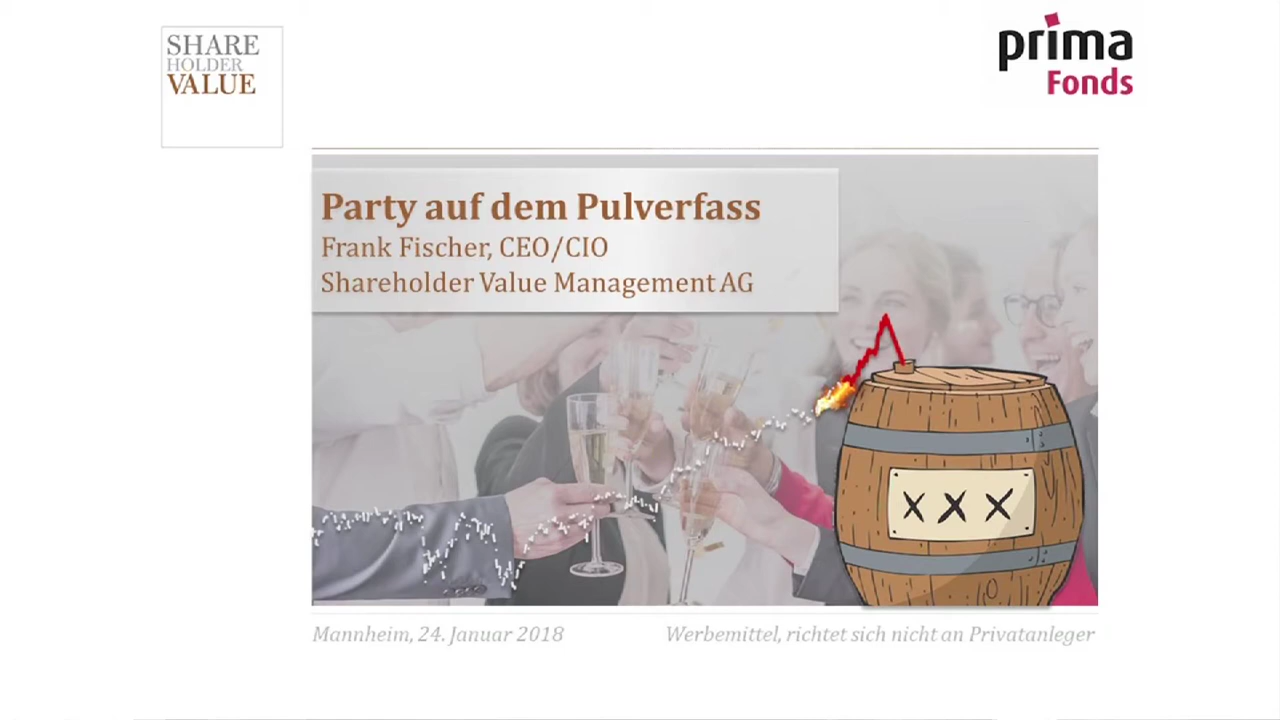 SHARE
HOLDER
VALUE
prima
Fonds
Party auf dem Pulverfass
Frank Fischer, CEO/CIO
Shareholder Value Management AG
XXX
Mannheim, 24. Januar 2018
Werbemittel, richtet sich nicht an Privatanleger